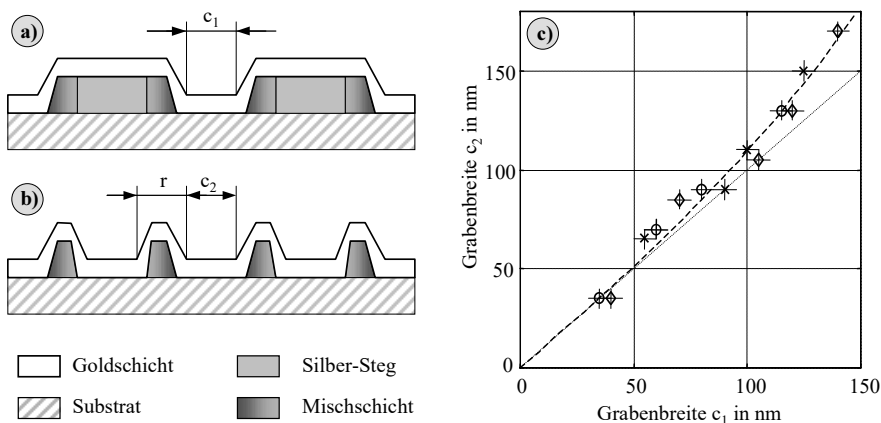 a)
c₁
b)
r
c₂
Goldschicht
Silber-Steg
Substrat
Mischschicht
c)
Grabenbreite c₂ in nm
150
100
50
0
0
50
100
150
Grabenbreite c₁ in nm